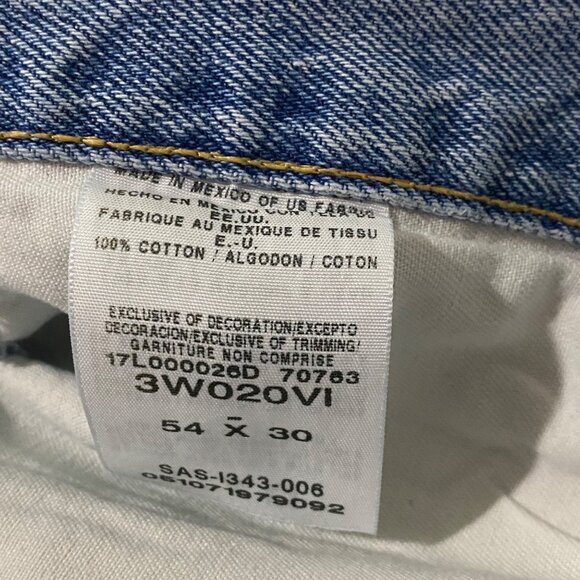 MADE IN MEXICO OF US FABRIC
HECHO EN MEXICO CON TELA DE
EE.UU.
FABRIQUE AU MEXIQUE DE TISSU
E.-U.
100% COTTON / ALGODON / COTON
EXCLUSIVE OF DECORATION/EXCEPTO
DECORACION/EXCLUSIVE OF TRIMMING/
GARNITURE NON COMPRISE
17L000026D 70763
3W020VI
-
54 X 30
SAS-I343-006
051071979092